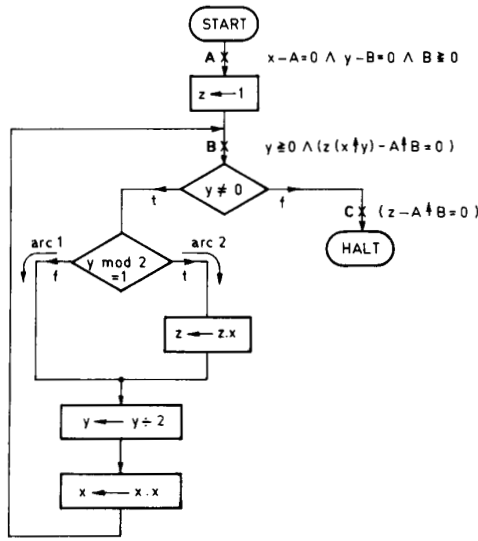 START
A x – A = 0 ∧ y – B = 0 ∧ B ≧ 0
z ← 1
B y ≧ 0 ∧ (z (x ↑ y) – A ↑ B = 0)
y ≠ 0
t f
C (z – A ↑ B = 0)
HALT
arc 1 arc 2
y mod 2
= 1
f t
z ← z . x
y ← y ÷ 2
x ← x . x